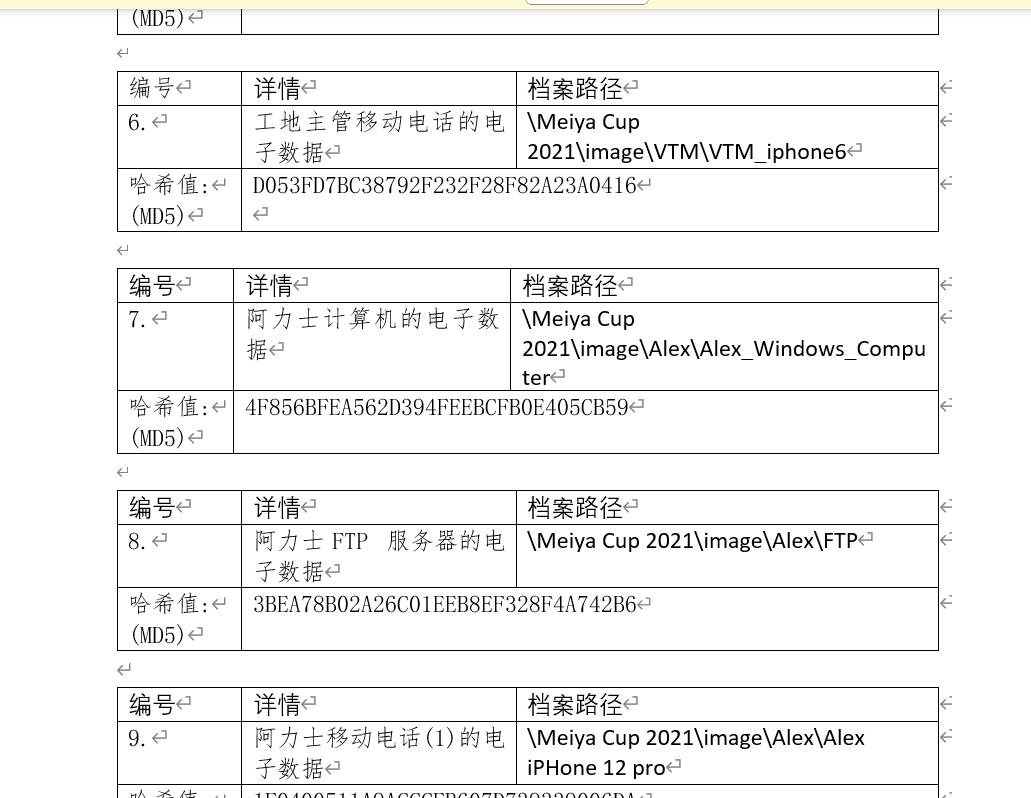 (MD5)
编号 详情 档案路径
6. 工地主管移动电话的电 \Meiya Cup
子数据 2021\image\VTM\VTM_iphone6
哈希值: D053FD7BC38792F232F28F82A23A0416
(MD5)
编号 详情 档案路径
7. 阿力士计算机的电子数 \Meiya Cup
据 2021\image\Alex\Alex_Windows_Compu
ter
哈希值: 4F856BFEA562D394FEEBCFB0E405CB59
(MD5)
编号 详情 档案路径
8. 阿力士 FTP 服务器的电 \Meiya Cup 2021\image\Alex\FTP
子数据
哈希值: 3BEA78B02A26C01EEB8EF328F4A742B6
(MD5)
编号 详情 档案路径
9. 阿力士移动电话(1)的电 \Meiya Cup 2021\image\Alex\Alex
子数据 iPHone 12 pro
哈希值: